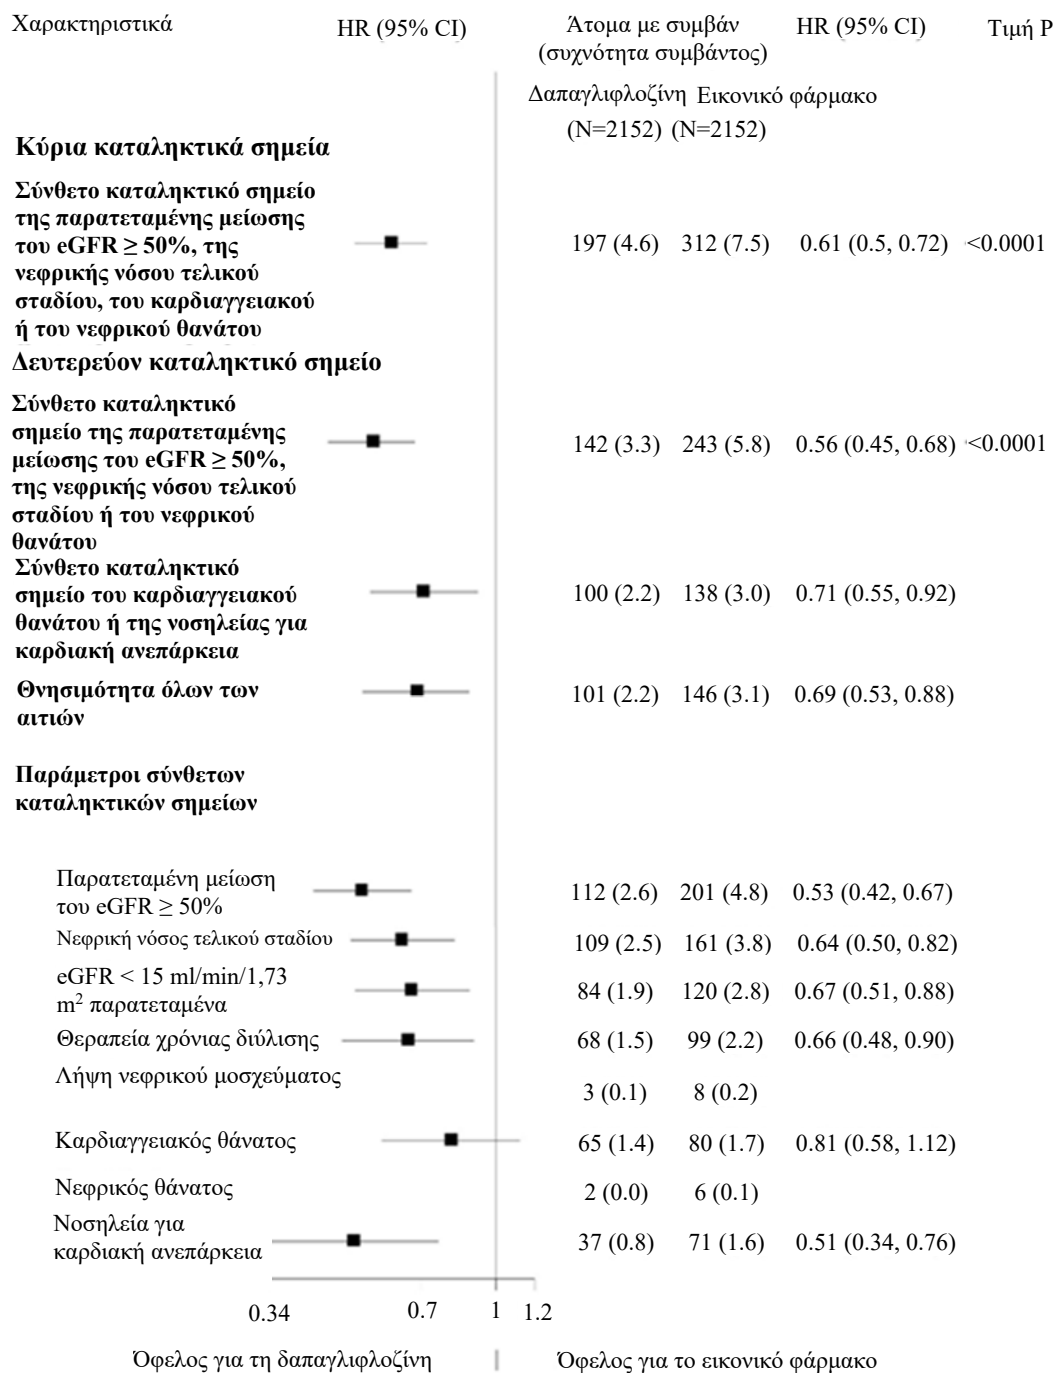 Χαρακτηριστικά HR (95% CI) Άτομα με συμβάν HR (95% CI) Τιμή P
(συχνότητα συμβάντος)
Δαπαγλιφλοζίνη Εικονικό φάρμακο
(N=2152) (N=2152)
Κύρια καταληκτικά σημεία
Σύνθετο καταληκτικό σημείο
της παρατεταμένης μείωσης
του eGFR ≥ 50%, της 197 (4.6) 312 (7.5) 0.61 (0.5, 0.72) <0.0001
νεφρικής νόσου τελικού
σταδίου, του καρδιαγγειακού
ή του νεφρικού θανάτου
Δευτερεύον καταληκτικό σημείο
Σύνθετο καταληκτικό
σημείο της παρατεταμένης
μείωσης του eGFR ≥ 50%, 142 (3.3) 243 (5.8) 0.56 (0.45, 0.68) <0.0001
της νεφρικής νόσου τελικού
σταδίου ή του νεφρικού
θανάτου
Σύνθετο καταληκτικό
σημείο του καρδιαγγειακού 100 (2.2) 138 (3.0) 0.71 (0.55, 0.92)
θανάτου ή της νοσηλείας για
καρδιακή ανεπάρκεια
Θνησιμότητα όλων των 101 (2.2) 146 (3.1) 0.69 (0.53, 0.88)
αιτιών
Παράμετροι σύνθετων
καταληκτικών σημείων
Παρατεταμένη μείωση 112 (2.6) 201 (4.8) 0.53 (0.42, 0.67)
του eGFR ≥ 50%
Νεφρική νόσος τελικού σταδίου 109 (2.5) 161 (3.8) 0.64 (0.50, 0.82)
eGFR < 15 ml/min/1,73 84 (1.9) 120 (2.8) 0.67 (0.51, 0.88)
m² παρατεταμένα
Θεραπεία χρόνιας διύλισης 68 (1.5) 99 (2.2) 0.66 (0.48, 0.90)
Λήψη νεφρικού μοσχεύματος 3 (0.1) 8 (0.2)
Καρδιαγγειακός θάνατος 65 (1.4) 80 (1.7) 0.81 (0.58, 1.12)
Νεφρικός θάνατος 2 (0.0) 6 (0.1)
Νοσηλεία για 37 (0.8) 71 (1.6) 0.51 (0.34, 0.76)
καρδιακή ανεπάρκεια
0.34 0.7 1 1.2
Όφελος για τη δαπαγλιφλοζίνη Όφελος για το εικονικό φάρμακο